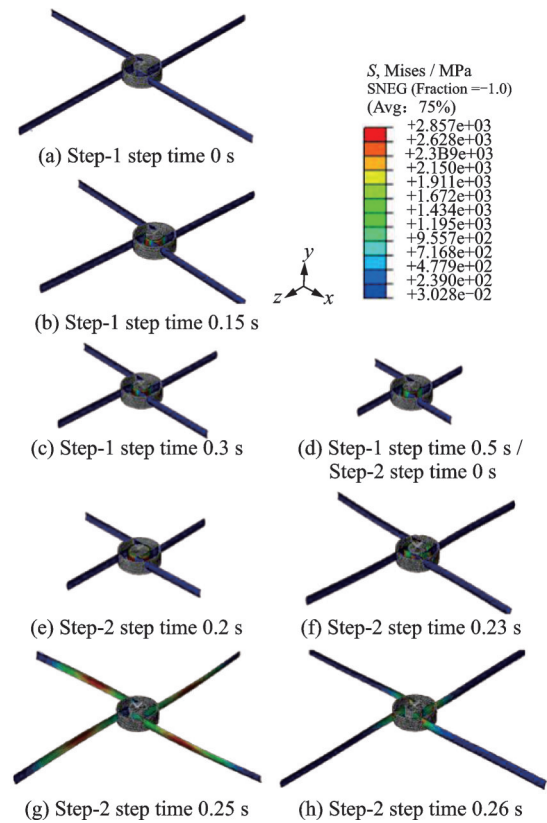 (a) Step-1 step time 0 s
S, Mises / MPa
SNEG (Fraction =−1.0)
(Avg: 75%)
+2.857e+03
+2.628e+03
+2.3B9e+03
+2.150e+03
+1.911e+03
+1.672e+03
+1.434e+03
+1.195e+03
+9.557e+02
+7.168e+02
+4.779e+02
+2.390e+02
+3.028e−02
y
z
x
(b) Step-1 step time 0.15 s
(c) Step-1 step time 0.3 s
(d) Step-1 step time 0.5 s /
Step-2 step time 0 s
(e) Step-2 step time 0.2 s
(f) Step-2 step time 0.23 s
(g) Step-2 step time 0.25 s
(h) Step-2 step time 0.26 s